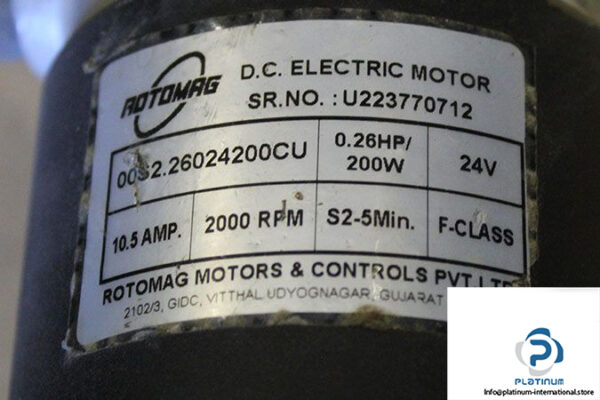 ROTOMAG
D.C. ELECTRIC MOTOR
SR.NO. : U223770712
00S2.26024200CU
0.26HP/
200W
24V
10.5 AMP.
2000 RPM
S2-5Min.
F-CLASS
ROTOMAG MOTORS & CONTROLS PVT.LT
2102/3, GIDC, VITTHAL UDYOGNAGAR, GUJARAT
PLATINUM
Info@platinum-international.store